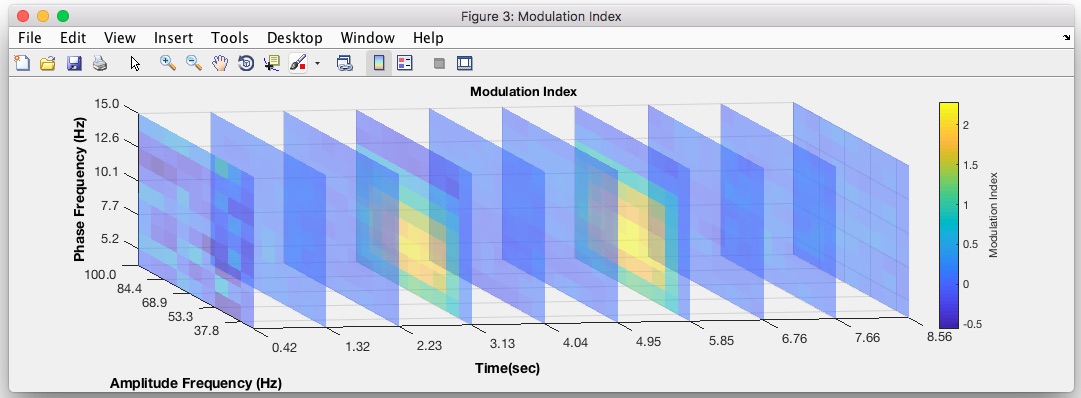 Figure 3: Modulation Index
File Edit View Insert Tools Desktop Window Help
Modulation Index
Phase Frequency (Hz)
15.0
12.6
10.1
7.7
5.2
100.0
84.4
68.9
53.3
37.8
Amplitude Frequency (Hz)
0.42 1.32 2.23 3.13 4.04 4.95 5.85 6.76 7.66 8.56
Time(sec)
2
1.5
1
0.5
0
-0.5
Modulation Index